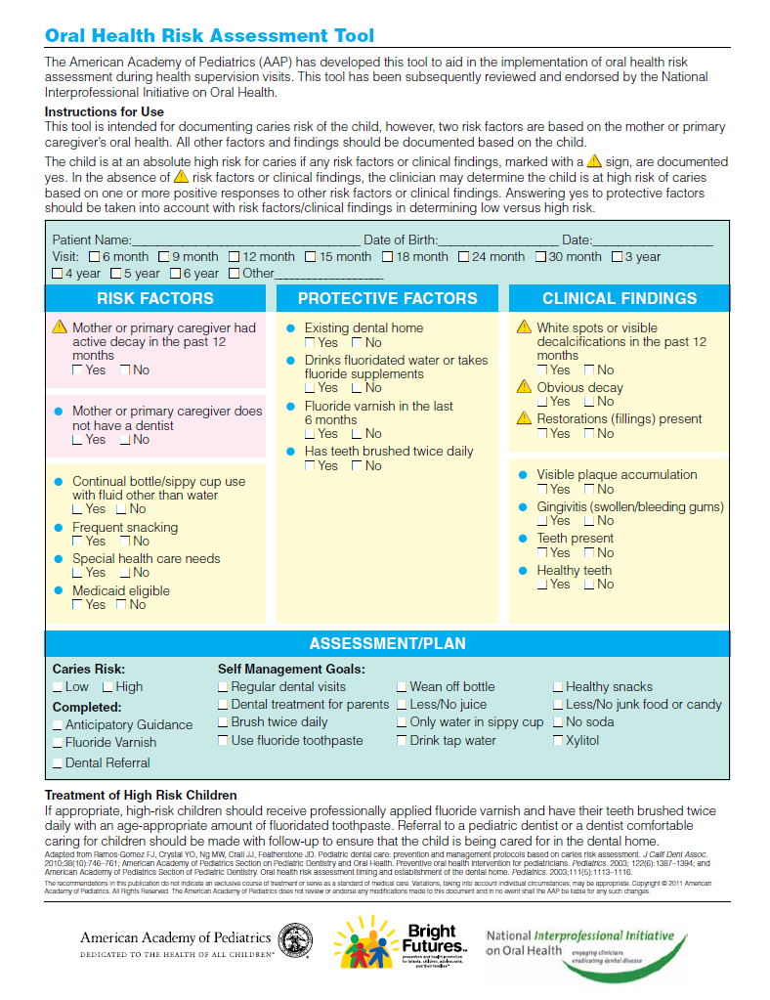 Oral Health Risk Assessment Tool
The American Academy of Pediatrics (AAP) has developed this tool to aid in the implementation of oral health risk
assessment during health supervision visits. This tool has been subsequently reviewed and endorsed by the National
Interprofessional Initiative on Oral Health.
Instructions for Use
This tool is intended for documenting caries risk of the child, however, two risk factors are based on the mother or primary
caregiver's oral health. All other factors and findings should be documented based on the child.
The child is at an absolute high risk for caries if any risk factors or clinical findings, marked with a ⚠ sign, are documented
yes. In the absence of ⚠ risk factors or clinical findings, the clinician may determine the child is at high risk of caries
based on one or more positive responses to other risk factors or clinical findings. Answering yes to protective factors
should be taken into account with risk factors/clinical findings in determining low versus high risk.
Patient Name:__________ Date of Birth:__________ Date:__________
Visit: ☐ 6 month ☐ 9 month ☐ 12 month ☐ 15 month ☐ 18 month ☐ 24 month ☐ 30 month ☐ 3 year
☐ 4 year ☐ 5 year ☐ 6 year ☐ Other__________
RISK FACTORS
⚠ Mother or primary caregiver had
active decay in the past 12
months
☐ Yes ☐ No
● Mother or primary caregiver does
not have a dentist
☐ Yes ☐ No
● Continual bottle/sippy cup use
with fluid other than water
☐ Yes ☐ No
● Frequent snacking
☐ Yes ☐ No
● Special health care needs
☐ Yes ☐ No
● Medicaid eligible
☐ Yes ☐ No
PROTECTIVE FACTORS
● Existing dental home
☐ Yes ☐ No
● Drinks fluoridated water or takes
fluoride supplements
☐ Yes ☐ No
● Fluoride varnish in the last
6 months
☐ Yes ☐ No
● Has teeth brushed twice daily
☐ Yes ☐ No
CLINICAL FINDINGS
⚠ White spots or visible
decalcifications in the past 12
months
☐ Yes ☐ No
⚠ Obvious decay
☐ Yes ☐ No
⚠ Restorations (fillings) present
☐ Yes ☐ No
● Visible plaque accumulation
☐ Yes ☐ No
● Gingivitis (swollen/bleeding gums)
☐ Yes ☐ No
● Teeth present
☐ Yes ☐ No
● Healthy teeth
☐ Yes ☐ No
ASSESSMENT/PLAN
Caries Risk:
☐ Low ☐ High
Completed:
☐ Anticipatory Guidance
☐ Fluoride Varnish
☐ Dental Referral
Self Management Goals:
☐ Regular dental visits ☐ Wean off bottle ☐ Healthy snacks
☐ Dental treatment for parents ☐ Less/No juice ☐ Less/No junk food or candy
☐ Brush twice daily ☐ Only water in sippy cup ☐ No soda
☐ Use fluoride toothpaste ☐ Drink tap water ☐ Xylitol
Treatment of High Risk Children
If appropriate, high-risk children should receive professionally applied fluoride varnish and have their teeth brushed twice
daily with an age-appropriate amount of fluoridated toothpaste. Referral to a pediatric dentist or a dentist comfortable
caring for children should be made with follow-up to ensure that the child is being cared for in the dental home.
Adapted from Ramos-Gomez FJ, Crystal YO, Ng MW, Crall JJ, Featherstone JD. Pediatric dental care: prevention and management protocols based on caries risk assessment. J Calif Dent Assoc.
2010;38(10):746–761; American Academy of Pediatrics Section on Pediatric Dentistry and Oral Health. Preventive oral health intervention for pediatricians. Pediatrics. 2003; 122(6):1387–1394; and
American Academy of Pediatrics Section of Pediatric Dentistry. Oral health risk assessment timing and establishment of the dental home. Pediatrics. 2003;11(5):1113–1116.
The recommendations in this publication do not indicate an exclusive course of treatment or serve as a standard of medical care. Variations, taking into account individual circumstances, may be appropriate. Copyright © 2011 American
Academy of Pediatrics. All Rights Reserved. The American Academy of Pediatrics does not review or endorse any modifications made to this document and in no event shall the AAP be liable for any such changes.
American Academy of Pediatrics
DEDICATED TO THE HEALTH OF ALL CHILDREN™
Bright
Futures™
prevention and health promotion
for infants, children, adolescents,
and their families™
National Interprofessional Initiative
on Oral Health
engaging clinicians
eradicating dental disease